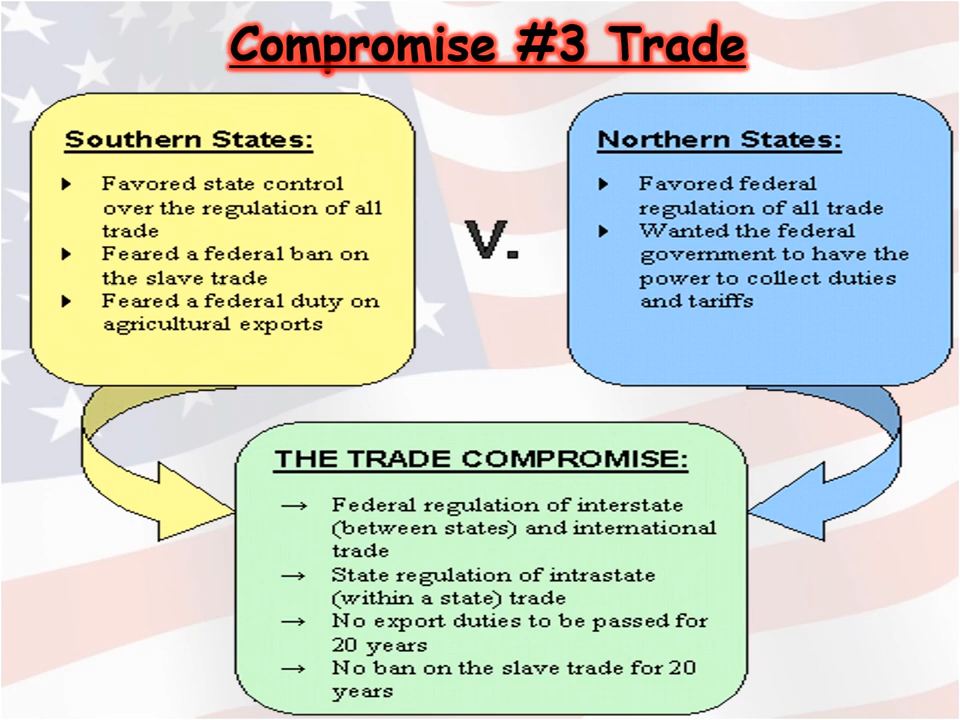 Compromise #3 Trade
Southern States:
Favored state control
over the regulation of all
trade
Feared a federal ban on
the slave trade
Feared a federal duty on
agricultural exports
v.
Northern States:
Favored federal
regulation of all trade
Wanted the federal
government to have the
power to collect duties
and tariffs
THE TRADE COMPROMISE:
→ Federal regulation of interstate
(between states) and international
trade
→ State regulation of intrastate
(within a state) trade
→ No export duties to be passed for
20 years
→ No ban on the slave trade for 20
years